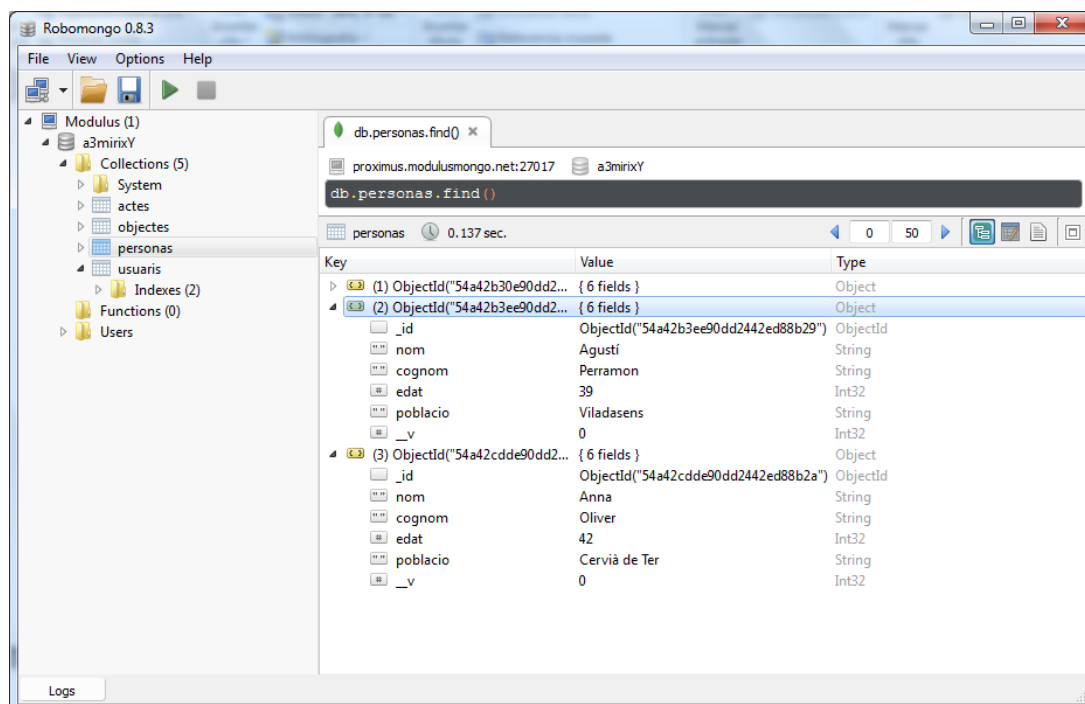 Robomongo 0.8.3
File View Options Help
Modulus (1)
a3mirixY
Collections (5)
System
actes
objectes
personas
usuaris
Indexes (2)
Functions (0)
Users
db.personas.find()
proximus.modulusmongo.net:27017 a3mirixY
db.personas.find()
personas 0.137 sec. 0 50
Key Value Type
(1) ObjectId("54a42b30e90dd2... { 6 fields } Object
(2) ObjectId("54a42b3ee90dd2... { 6 fields } Object
_id ObjectId("54a42b3ee90dd2442ed88b29") ObjectId
nom Agustí String
cognom Perramon String
edat 39 Int32
poblacio Viladasens String
__v 0 Int32
(3) ObjectId("54a42cdde90dd2... { 6 fields } Object
_id ObjectId("54a42cdde90dd2442ed88b2a") ObjectId
nom Anna String
cognom Oliver String
edat 42 Int32
poblacio Cervià de Ter String
__v 0 Int32
Logs